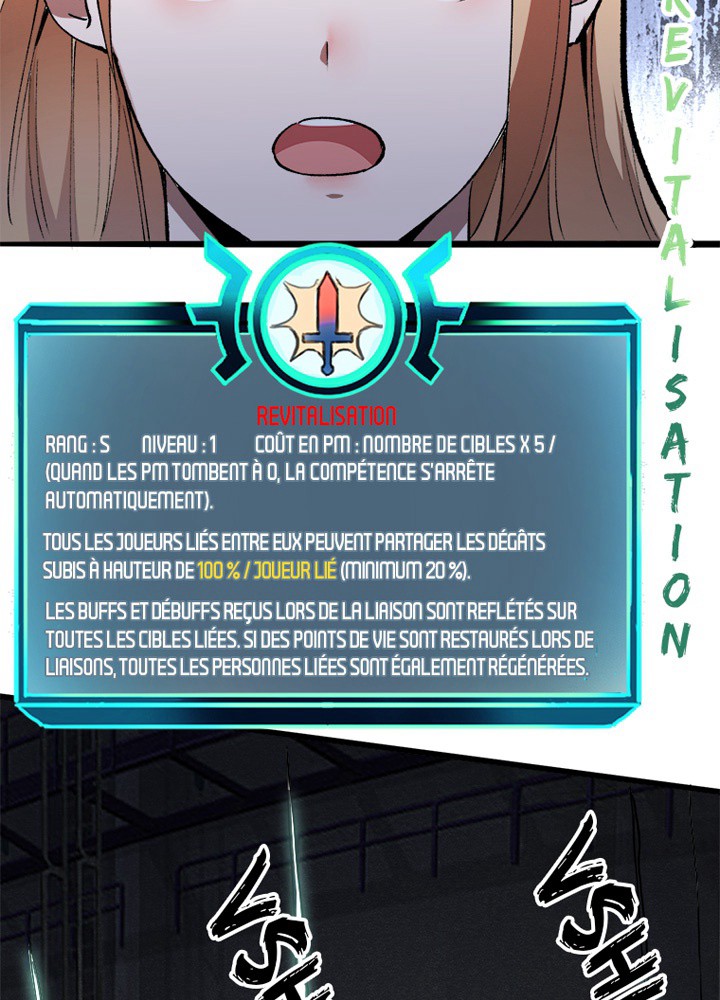 REVITALISATION
REVITALISATION
RANG : S NIVEAU : 1 COÛT EN PM : NOMBRE DE CIBLES X 5 /
(QUAND LES PM TOMBENT À 0, LA COMPÉTENCE S'ARRÊTE
AUTOMATIQUEMENT).
TOUS LES JOUEURS LIÉS ENTRE EUX PEUVENT PARTAGER LES DÉGÂTS
SUBIS À HAUTEUR DE 100 % / JOUEUR LIÉ (MINIMUM 20 %).
LES BUFFS ET DÉBUFFS REÇUS LORS DE LA LIAISON SONT REFLÉTÉS SUR
TOUTES LES CIBLES LIÉES. SI DES POINTS DE VIE SONT RESTAURÉS LORS DE
LIAISONS, TOUTES LES PERSONNES LIÉES SONT ÉGALEMENT RÉGÉNÉRÉES.
VSH
VSH